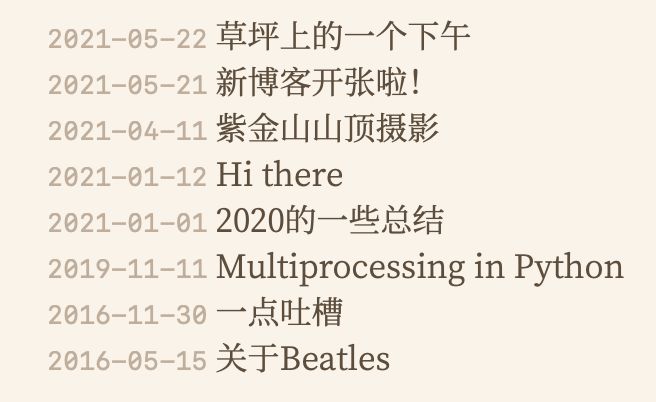 2021-05-22 草坪上的一个下午
2021-05-21 新博客开张啦！
2021-04-11 紫金山山顶摄影
2021-01-12 Hi there
2021-01-01 2020的一些总结
2019-11-11 Multiprocessing in Python
2016-11-30 一点吐槽
2016-05-15 关于Beatles